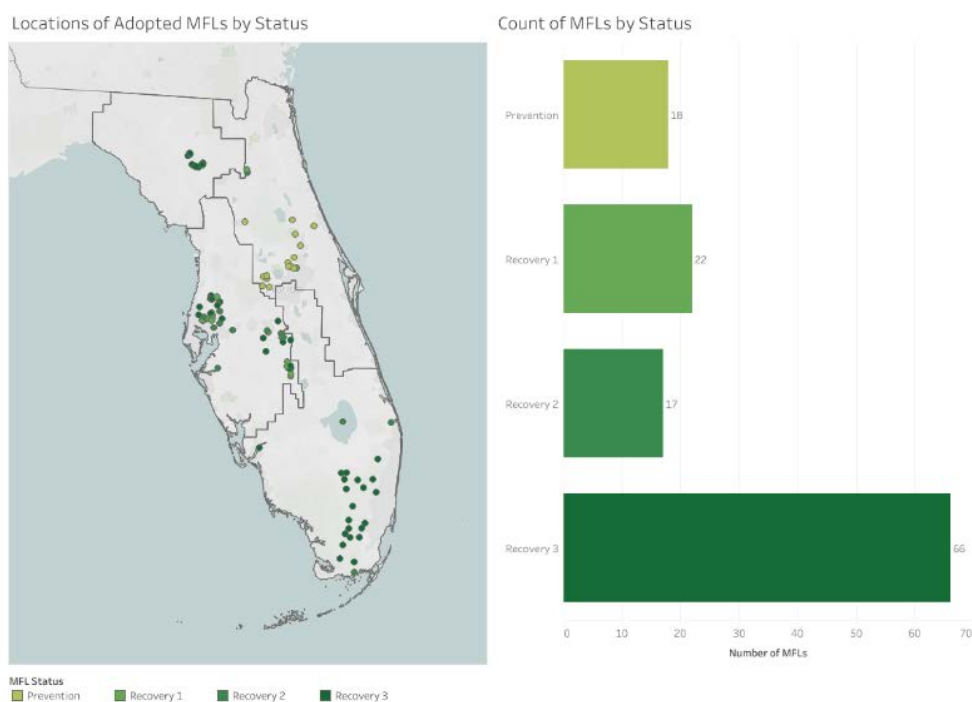 Locations of Adopted MFLs by Status
Count of MFLs by Status
Prevention
18
Recovery 1
22
Recovery 2
17
Recovery 3
66
0 10 20 30 40 50 60 70
Number of MFLs
MFL Status
Prevention Recovery 1 Recovery 2 Recovery 3